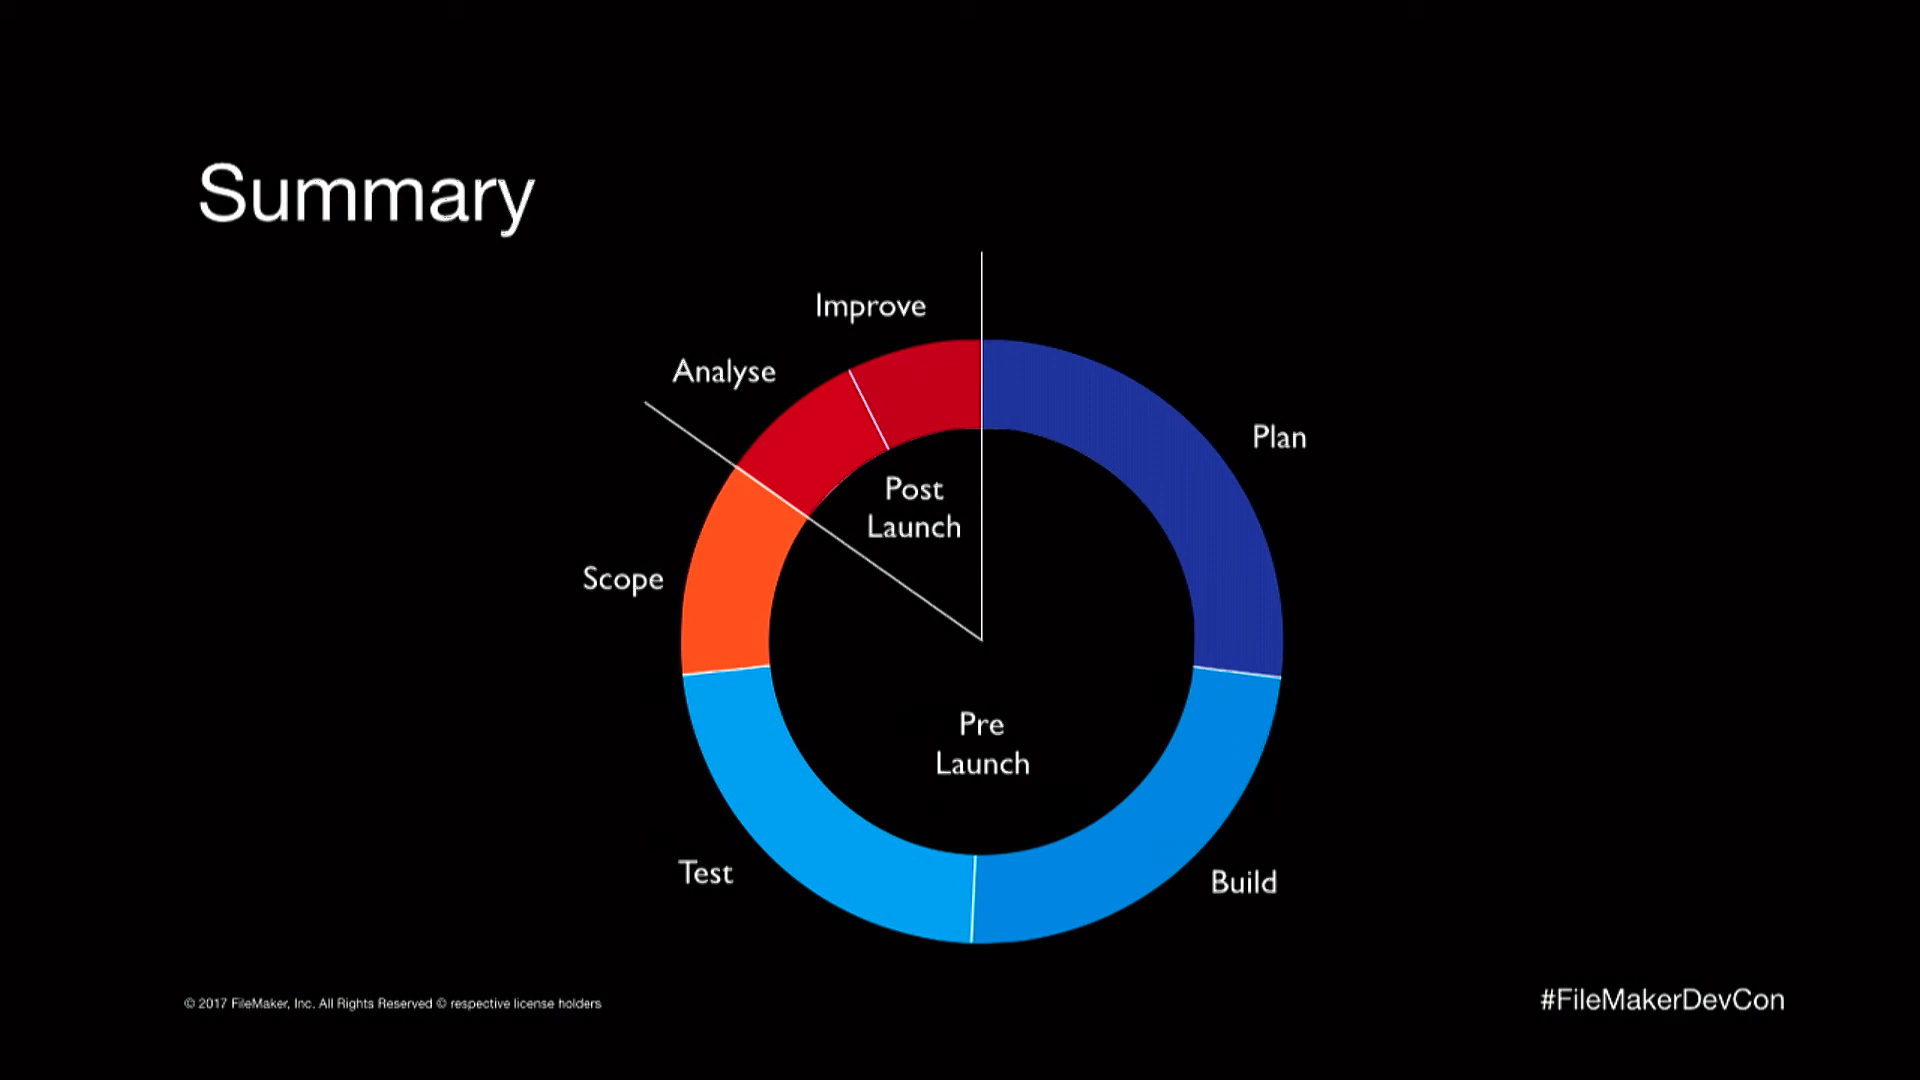 Summary
Improve
Analyse
Plan
Post
Launch
Scope
Pre
Launch
Test
Build
© 2017 FileMaker, Inc. All Rights Reserved © respective license holders
#FileMakerDevCon